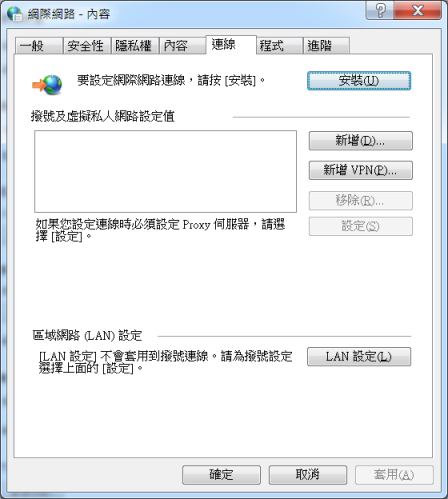 網際網路 - 內容
一般
安全性
隱私權
內容
連線
程式
進階
要設定網際網路連線，請按 [安裝]。
安裝(U)
撥號及虛擬私人網路設定值
新增(D)...
新增 VPN(P)...
移除(R)...
設定(S)
如果您設定連線時必須設定 Proxy 伺服器，請選
擇 [設定]。
區域網路 (LAN) 設定
[LAN 設定] 不會套用到撥號連線。請為撥號設定
選擇上面的 [設定]。
LAN 設定(L)
確定
取消
套用(A)